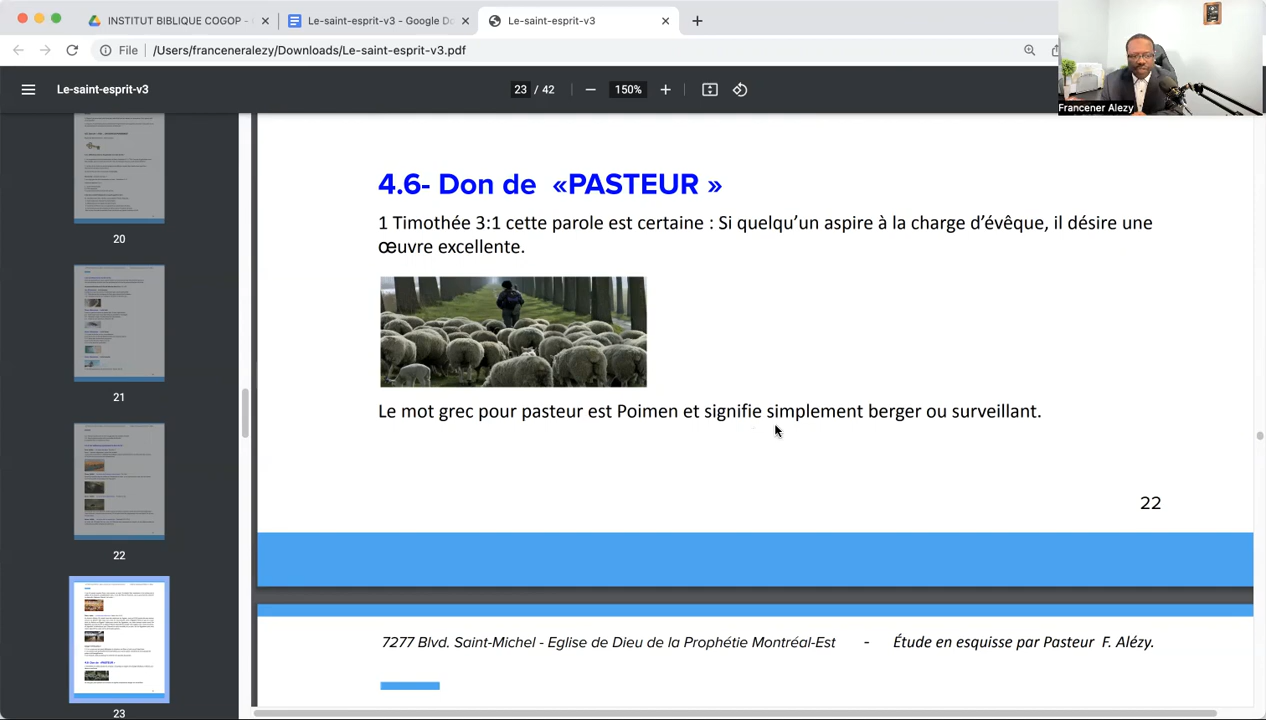 INSTITUT BIBLIQUE COGOP -
Le-saint-esprit-v3 - Google Do
Le-saint-esprit-v3
File
/Users/franceneralezy/Downloads/Le-saint-esprit-v3.pdf
Le-saint-esprit-v3
23 / 42
150%
Francener Alezy
20
21
22
23
4.6- Don de «PASTEUR »
1 Timothée 3:1 cette parole est certaine : Si quelqu’un aspire à la charge d’évêque, il désire une
œuvre excellente.
Le mot grec pour pasteur est Poimen et signifie simplement berger ou surveillant.
22
7277 Blvd. Saint-Michel - Eglise de Dieu de la Prophétie Montréul-Est - Étude en esquisse par Pasteur F. Alézy.